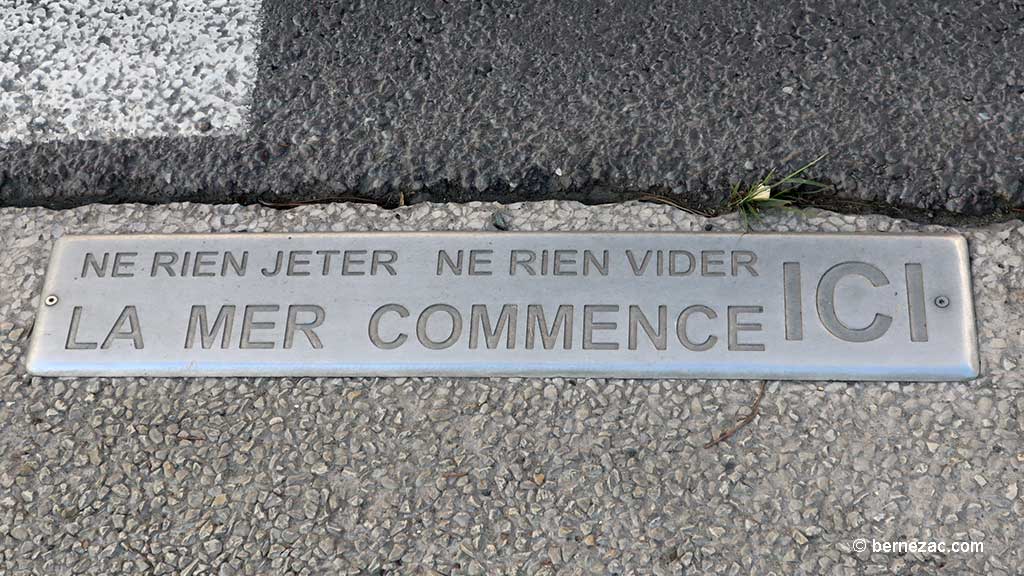 NE RIEN JETER NE RIEN VIDER
LA MER COMMENCE ICI
© bernezac.com